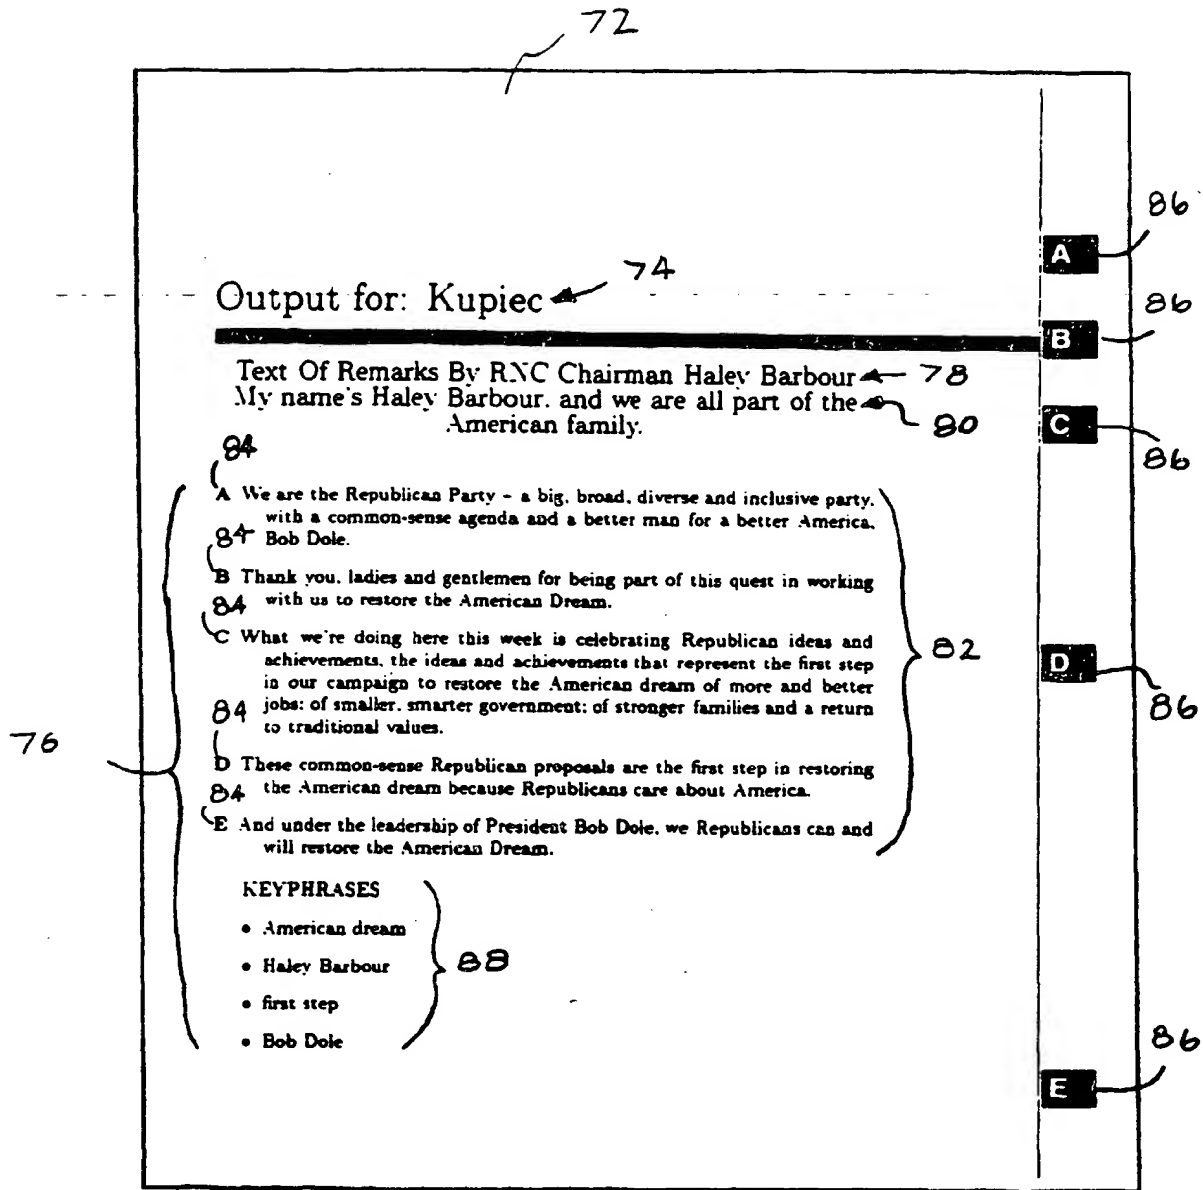 72
86
A
74
Output for: Kupiec
86
B
Text Of Remarks By RNC Chairman Haley Barbour 78
My name's Haley Barbour. and we are all part of the 80
American family.
C
86
84
A We are the Republican Party - a big, broad, diverse and inclusive party.
with a common-sense agenda and a better man for a better America.
84 Bob Dole.
B Thank you, ladies and gentlemen for being part of this quest in working
84 with us to restore the American Dream.
C What we're doing here this week is celebrating Republican ideas and
achievements, the ideas and achievements that represent the first step
in our campaign to restore the American dream of more and better
84 jobs: of smaller, smarter government; of stronger families and a return
to traditional values.
82
D
86
76
D These common-sense Republican proposals are the first step in restoring
84 the American dream because Republicans care about America.
E And under the leadership of President Bob Dole, we Republicans can and
will restore the American Dream.
KEYPHRASES
• American dream
• Haley Barbour
88
• first step
• Bob Dole
86
E